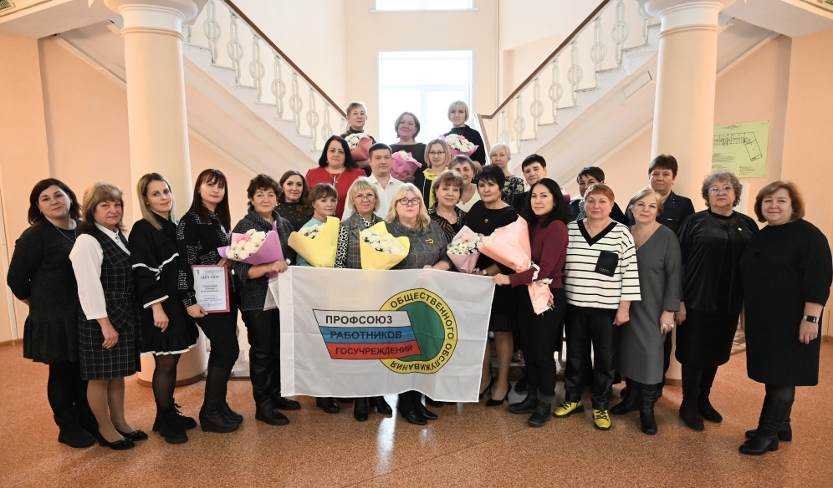 ПРОФСОЮЗ
РАБОТНИКОВ
ГОСУЧРЕЖДЕНИЙ
ОБЩЕСТВЕННОГО ОБСЛУЖИВАНИЯ